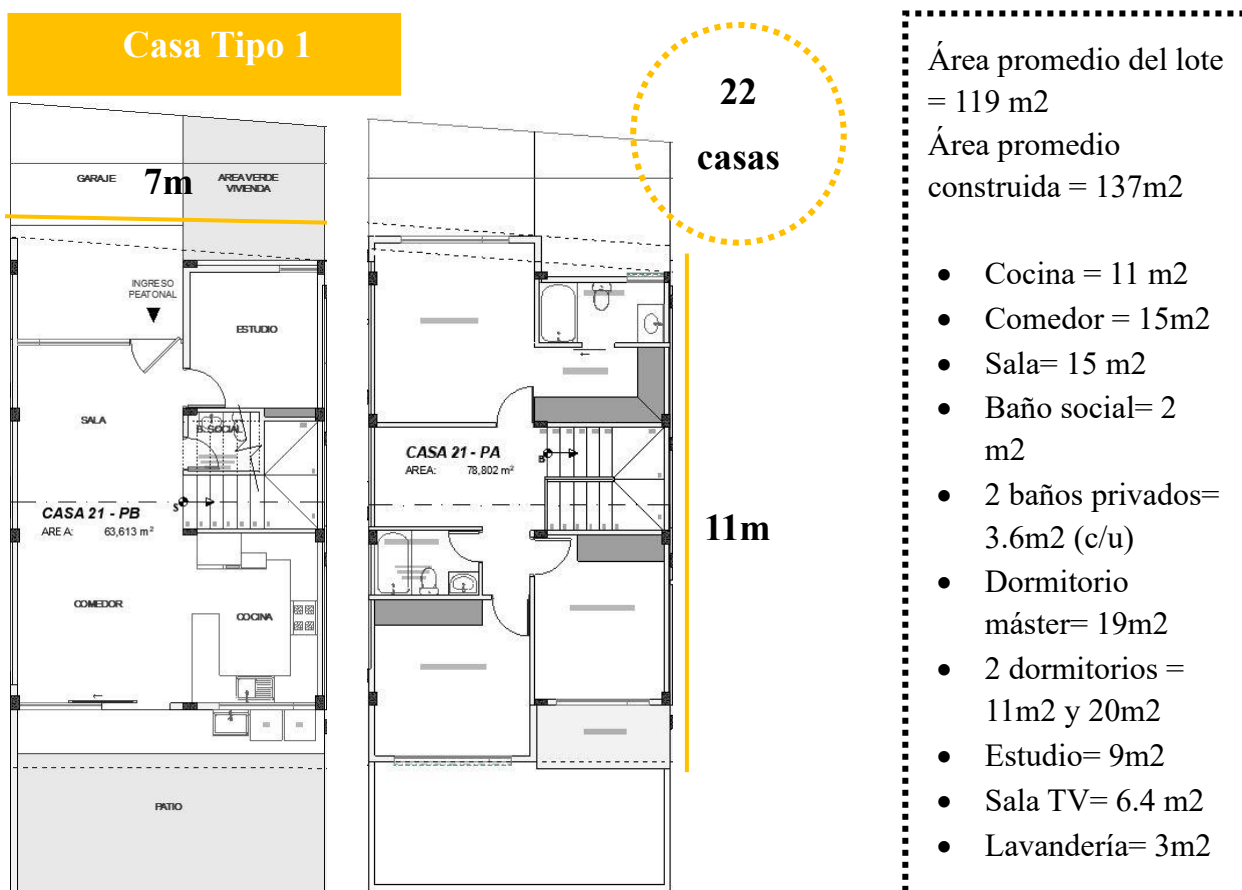 Casa Tipo 1
22
casas
GARAJE
7m
AREA VERDE
VIVIENDA
INGRESO
PEATONAL
ESTUDIO
SALA
B. SOCIAL
CASA 21 - PB
AREA: 63,613 m²
S
COMEDOR
COCINA
PATIO
CASA 21 - PA
AREA: 78,802 m²
B
11m
Área promedio del lote
= 119 m2
Área promedio
construida = 137m2
• Cocina = 11 m2
• Comedor = 15m2
• Sala= 15 m2
• Baño social= 2
m2
• 2 baños privados=
3.6m2 (c/u)
• Dormitorio
máster= 19m2
• 2 dormitorios =
11m2 y 20m2
• Estudio= 9m2
• Sala TV= 6.4 m2
• Lavandería= 3m2